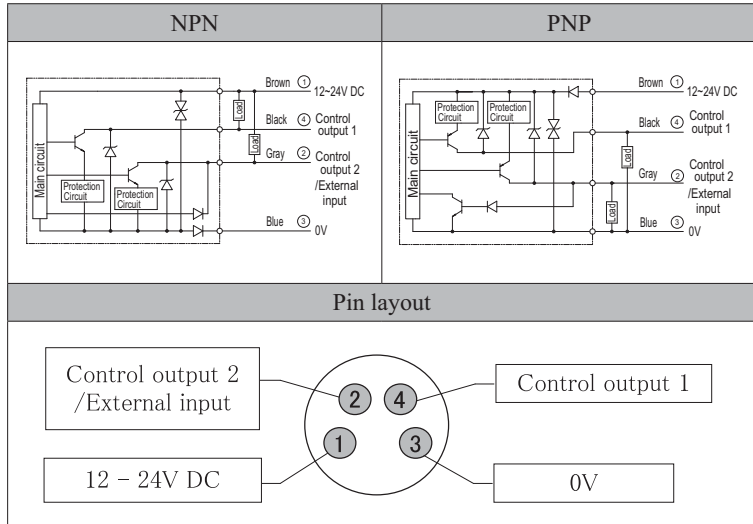 NPN
PNP
Brown ①
12~24V DC
Load
Black ④ Control
output 1
Load
Gray ② Control
output 2
/External
input
Main circuit
Protection
Circuit
Protection
Circuit
Blue ③
0V
Brown ①
12~24V DC
Protection
Circuit
Protection
Circuit
Black ④ Control
output 1
Load
Main circuit
Gray ② Control
output 2
/External
input
Load
Blue ③
0V
Pin layout
Control output 2
/External input
2
4
Control output 1
1
3
12 - 24V DC
0V